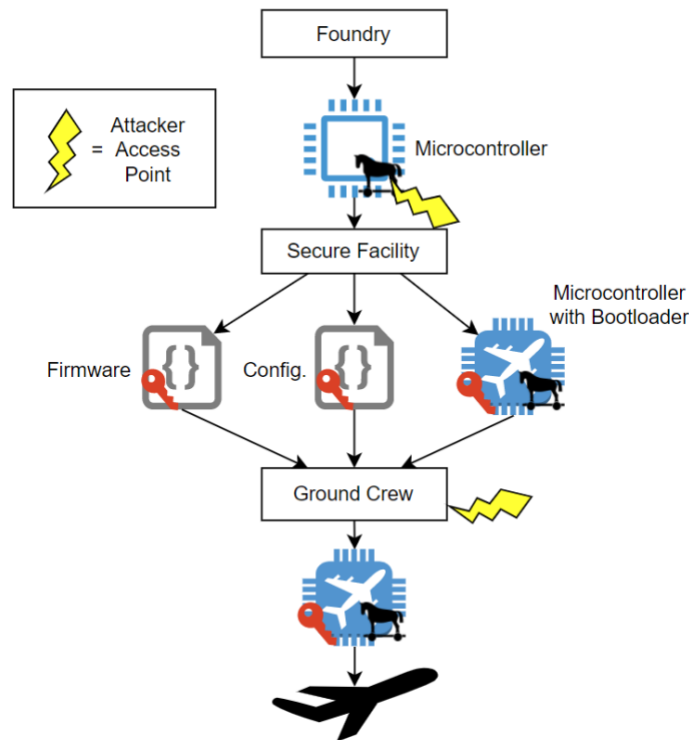 Foundry
Attacker
= Access
Point
Microcontroller
Secure Facility
Microcontroller
with Bootloader
Firmware
{}
Config.
{}
Ground Crew